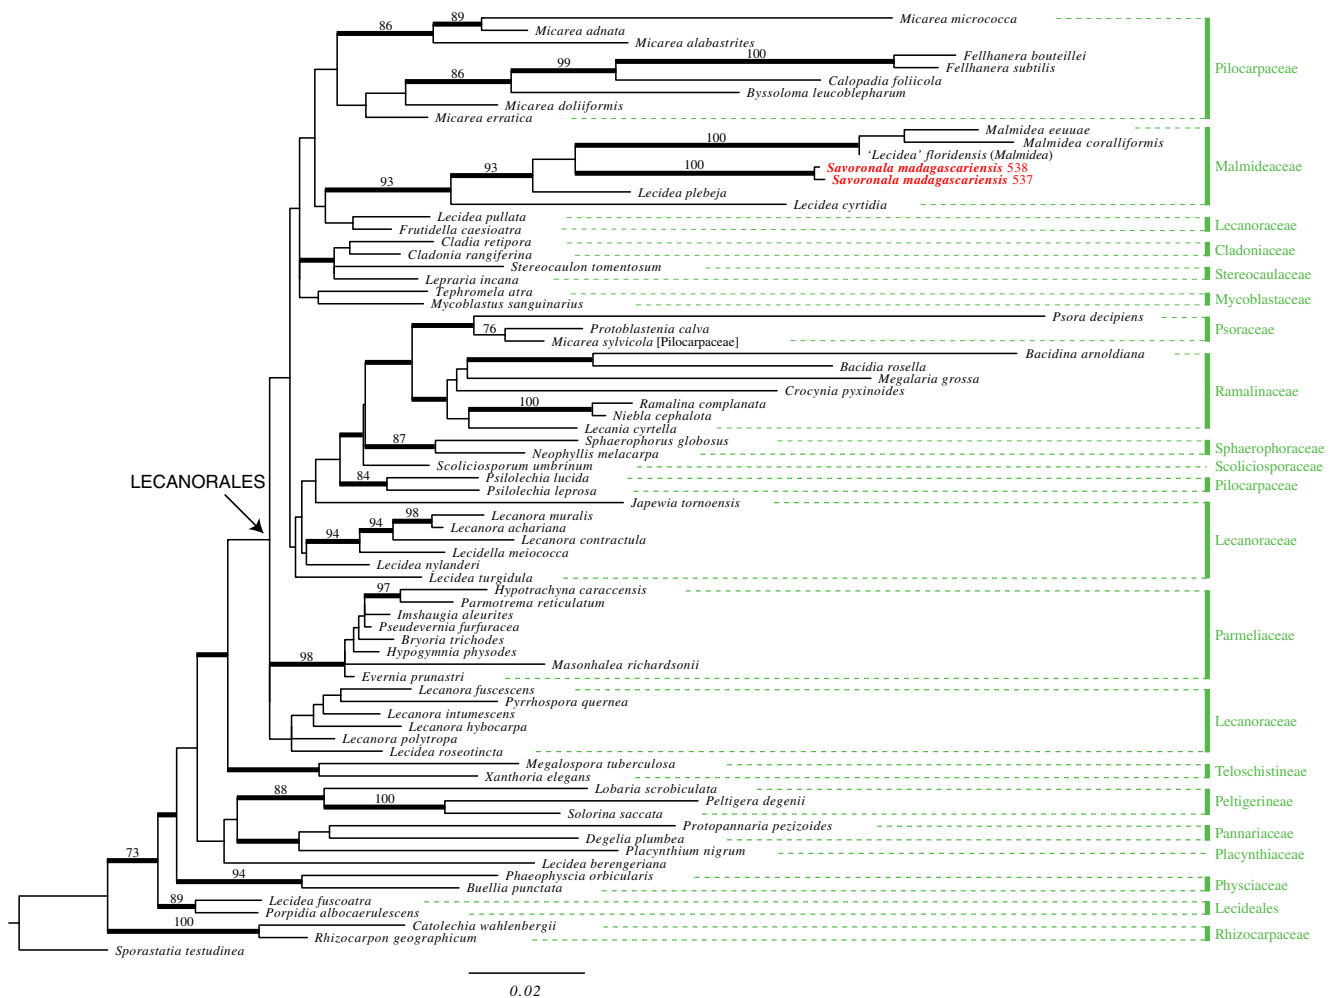 89
Micarea micrococca
86
Micarea adnata
Micarea alabastrites
100
Fellhanera bouteillei
99
Fellhanera subtilis
Pilocarpaceae
86
Calopadia foliicola
Byssoloma leucoblepharum
Micarea doliiformis
Micarea erratica
Malmidea eeuuae
100
Malmidea coralliformis
'Lecidea' floridensis (Malmidea)
93
100
Savoronala madagascariensis 538
Malmideaceae
93
Savoronala madagascariensis 537
Lecidea plebeja
Lecidea cyrtidia
Lecidea pullata
Lecanoraceae
Frutidella caesioatra
Cladia retipora
Cladoniaceae
Cladonia rangiferina
Stereocaulon tomentosum
Stereocaulaceae
Lepraria incana
Tephromela atra
Mycoblastaceae
Mycoblastus sanguinarius
Psora decipiens
76
Protoblastenia calva
Psoraceae
Micarea sylvicola [Pilocarpaceae]
Bacidina arnoldiana
Bacidia rosella
Megalaria grossa
Crocynia pyxinoides
Ramalinaceae
100
Ramalina complanata
Niebla cephalota
Lecania cyrtella
87
Sphaerophorus globosus
Sphaerophoraceae
Neophyllis melacarpa
Scoliciosporum umbrinum
Scoliciosporaceae
84
Psilolechia lucida
Pilocarpaceae
LECANORALES
Psilolechia leprosa
Japewia tornoensis
98
Lecanora muralis
94
Lecanora achariana
94
Lecanora contractula
Lecanoraceae
Lecidella meiococca
Lecidea nylanderi
Lecidea turgidula
97
Hypotrachyna caraccensis
Parmotrema reticulatum
Imshaugia aleurites
Pseudevernia furfuracea
Bryoria trichodes
Parmeliaceae
Hypogymnia physodes
98
Masonhalea richardsonii
Evernia prunastri
Lecanora fuscescens
Pyrrhospora quernea
Lecanora intumescens
Lecanoraceae
Lecanora hybocarpa
Lecanora polytropa
Lecidea roseotincta
Megalospora tuberculosa
Teloschistineae
Xanthoria elegans
88
Lobaria scrobiculata
100
Peltigera degenii
Peltigerineae
Solorina saccata
Protopannaria pezizoides
Pannariaceae
Degelia plumbea
Placynthium nigrum
Placynthiaceae
73
Lecidea berengeriana
94
Phaeophyscia orbicularis
Physciaceae
Buellia punctata
89
Lecidea fuscoatra
Lecideales
Porpidia albocaerulescens
100
Catolechia wahlenbergii
Rhizocarpaceae
Rhizocarpon geographicum
Sporastatia testudinea
0.02